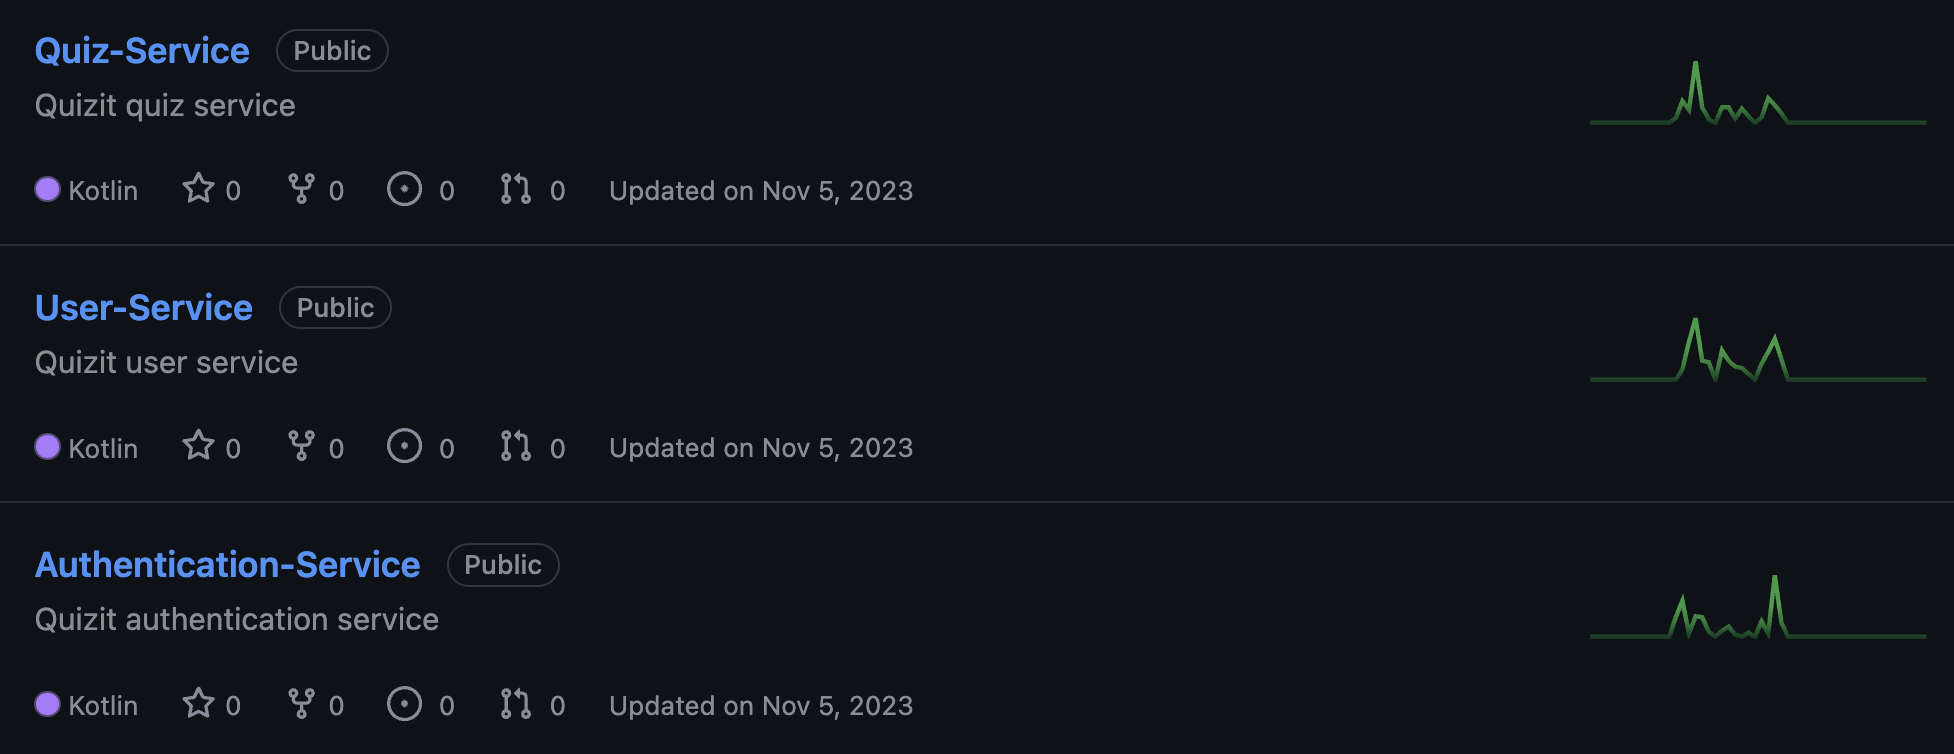 Quiz-Service Public
Quizit quiz service
Kotlin 0 0 0 0 Updated on Nov 5, 2023
User-Service Public
Quizit user service
Kotlin 0 0 0 0 Updated on Nov 5, 2023
Authentication-Service Public
Quizit authentication service
Kotlin 0 0 0 0 Updated on Nov 5, 2023